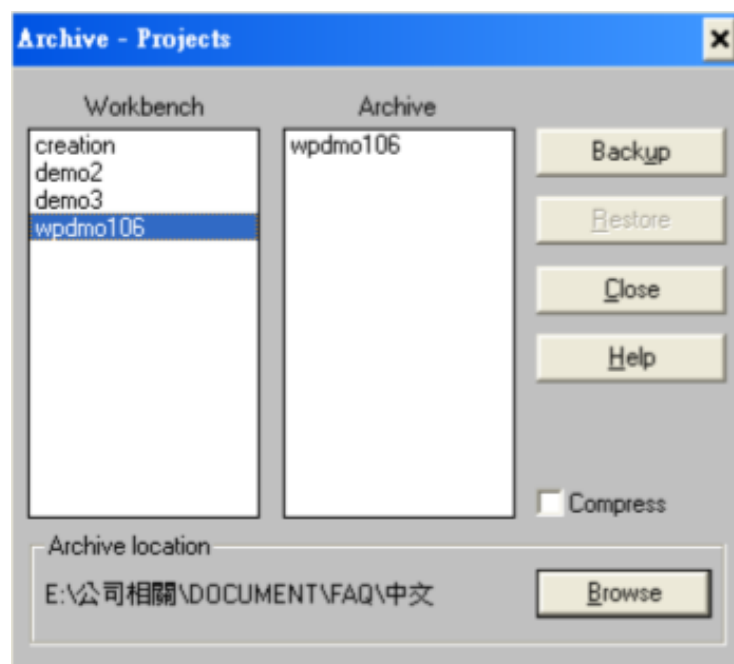 Archive - Projects
Workbench
Archive
creation
demo2
demo3
wpdmo106
wpdmo106
Backup
Restore
Close
Help
Compress
Archive location
E:\公司相關\DOCUMENT\FAQ\中文
Browse